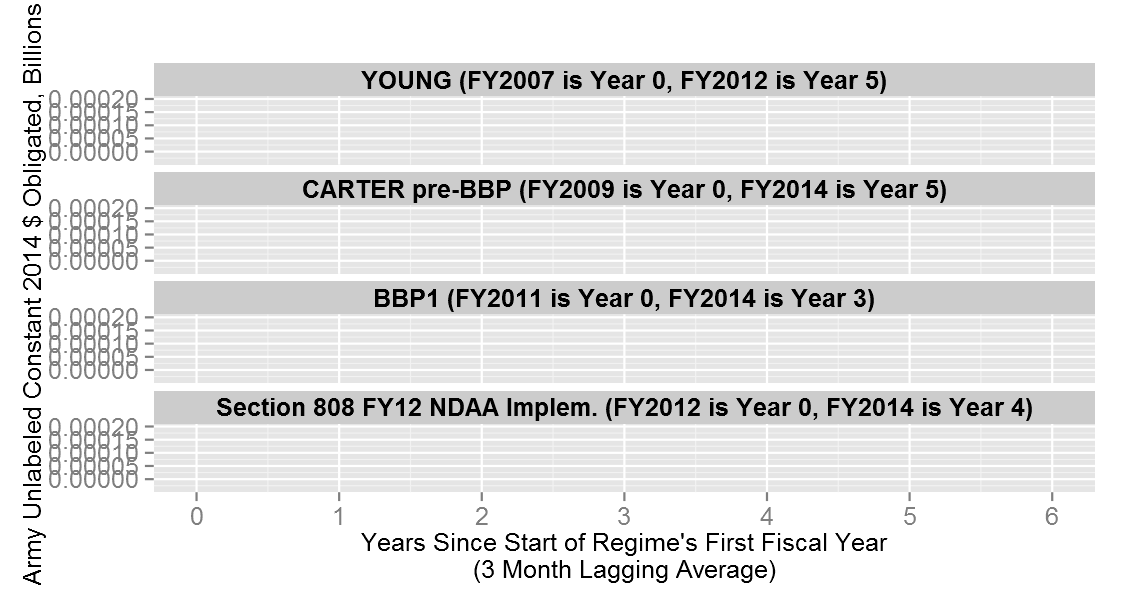 Army Unlabeled Constant 2014 $ Obligated, Billions
YOUNG (FY2007 is Year 0, FY2012 is Year 5)
0.00020
0.00015
0.00010
0.00005
0.00000
CARTER pre-BBP (FY2009 is Year 0, FY2014 is Year 5)
0.00020
0.00015
0.00010
0.00005
0.00000
BBP1 (FY2011 is Year 0, FY2014 is Year 3)
0.00020
0.00015
0.00010
0.00005
0.00000
Section 808 FY12 NDAA Implem. (FY2012 is Year 0, FY2014 is Year 4)
0.00020
0.00015
0.00010
0.00005
0.00000
0 1 2 3 4 5 6
Years Since Start of Regime's First Fiscal Year
(3 Month Lagging Average)